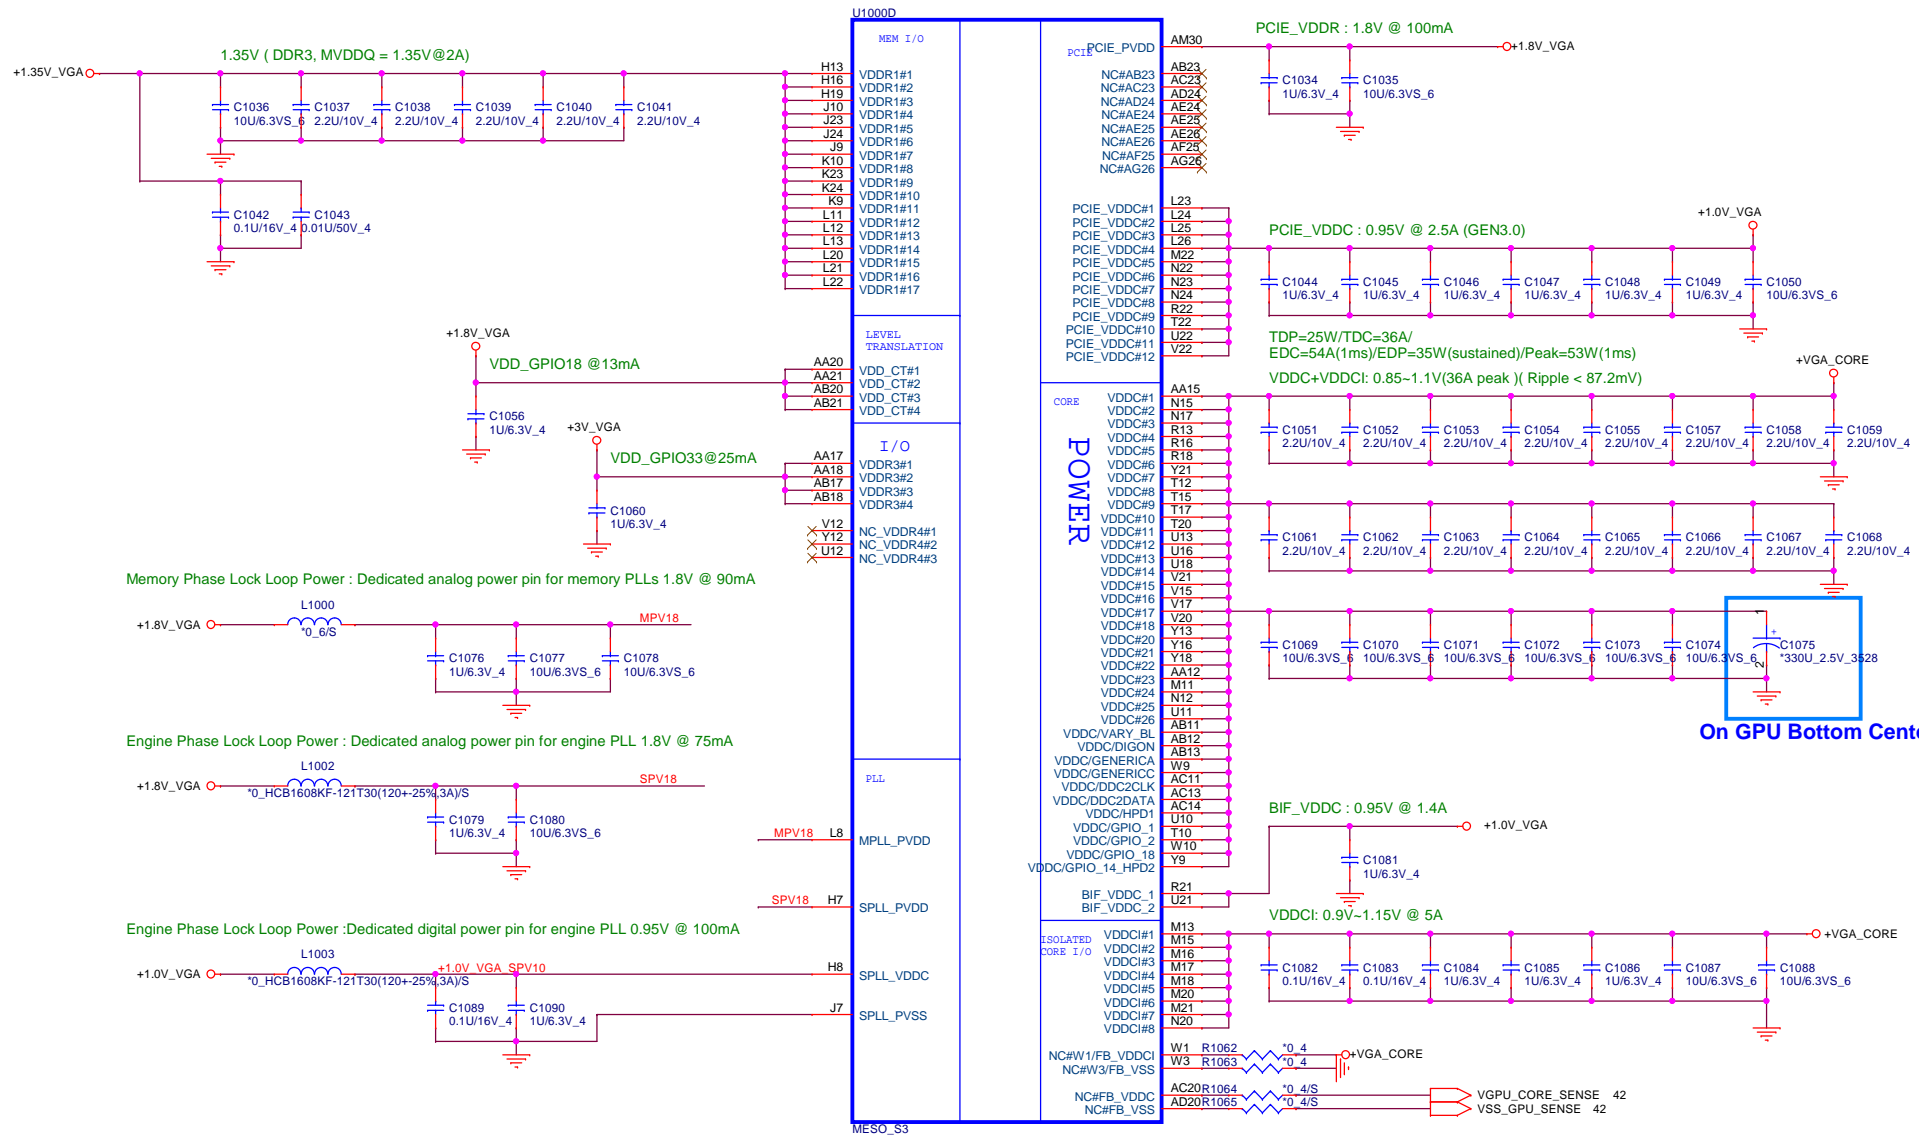 U1000D
MEM I/O
1.35V ( DDR3, MVDDQ = 1.35V@2A)
+1.35V_VGA
C1036
10U/6.3VS_6
C1037
2.2U/10V_4
C1038
2.2U/10V_4
C1039
2.2U/10V_4
C1040
2.2U/10V_4
C1041
2.2U/10V_4
C1042
0.1U/16V_4
C1043
0.01U/50V_4
H13 VDDR1#1
H16 VDDR1#2
H19 VDDR1#3
J10 VDDR1#4
J23 VDDR1#5
J24 VDDR1#6
J9 VDDR1#7
K10 VDDR1#8
K23 VDDR1#9
K24 VDDR1#10
K9 VDDR1#11
L11 VDDR1#12
L12 VDDR1#13
L13 VDDR1#14
L20 VDDR1#15
L21 VDDR1#16
L22 VDDR1#17
LEVEL
TRANSLATION
+1.8V_VGA
VDD_GPIO18 @13mA
C1056
1U/6.3V_4
AA20 VDD_CT#1
AA21 VDD_CT#2
AB20 VDD_CT#3
AB21 VDD_CT#4
I/O
+3V_VGA
VDD_GPIO33@25mA
C1060
1U/6.3V_4
AA17 VDDR3#1
AA18 VDDR3#2
AB17 VDDR3#3
AB18 VDDR3#4
V12 NC_VDDR4#1
Y12 NC_VDDR4#2
U12 NC_VDDR4#3
Memory Phase Lock Loop Power : Dedicated analog power pin for memory PLLs 1.8V @ 90mA
+1.8V_VGA
L1000
*0_6/S
MPV18
C1076
1U/6.3V_4
C1077
10U/6.3VS_6
C1078
10U/6.3VS_6
Engine Phase Lock Loop Power : Dedicated analog power pin for engine PLL 1.8V @ 75mA
+1.8V_VGA
L1002
*0_HCB1608KF-121T30(120+-25%,3A)/S
SPV18
C1079
1U/6.3V_4
C1080
10U/6.3VS_6
PLL
MPV18 L8 MPLL_PVDD
SPV18 H7 SPLL_PVDD
Engine Phase Lock Loop Power :Dedicated digital power pin for engine PLL 0.95V @ 100mA
+1.0V_VGA
L1003
*0_HCB1608KF-121T30(120+-25%,3A)/S
+1.0V_VGA_SPV10
C1089
0.1U/16V_4
C1090
1U/6.3V_4
H8 SPLL_VDDC
J7 SPLL_PVSS
MESO_S3
PCIE
PCIE_PVDD AM30
PCIE_VDDR : 1.8V @ 100mA
+1.8V_VGA
C1034
1U/6.3V_4
C1035
10U/6.3VS_6
NC#AB23 AB23
NC#AC23 AC23
NC#AD24 AD24
NC#AE24 AE24
NC#AE25 AE25
NC#AE26 AE26
NC#AF25 AF25
NC#AG26 AG26
PCIE_VDDC#1 L23
PCIE_VDDC#2 L24
PCIE_VDDC#3 L25
PCIE_VDDC#4 L26
PCIE_VDDC#5 M22
PCIE_VDDC#6 N22
PCIE_VDDC#7 N23
PCIE_VDDC#8 N24
PCIE_VDDC#9 R22
PCIE_VDDC#10 T22
PCIE_VDDC#11 U22
PCIE_VDDC#12 V22
+1.0V_VGA
PCIE_VDDC : 0.95V @ 2.5A (GEN3.0)
C1044
1U/6.3V_4
C1045
1U/6.3V_4
C1046
1U/6.3V_4
C1047
1U/6.3V_4
C1048
1U/6.3V_4
C1049
1U/6.3V_4
C1050
10U/6.3VS_6
TDP=25W/TDC=36A/
EDC=54A(1ms)/EDP=35W(sustained)/Peak=53W(1ms)
VDDC+VDDCI: 0.85~1.1V(36A peak )( Ripple < 87.2mV)
+VGA_CORE
CORE
POWER
VDDC#1 AA15
VDDC#2 N15
VDDC#3 N17
VDDC#4 R13
VDDC#5 R16
VDDC#6 R18
VDDC#7 Y21
VDDC#8 T12
VDDC#9 T15
VDDC#10 T17
VDDC#11 T20
VDDC#12 U13
VDDC#13 U16
VDDC#14 U18
VDDC#15 V21
VDDC#16 V15
VDDC#17 V17
VDDC#18 V20
VDDC#20 Y13
VDDC#21 Y16
VDDC#22 Y18
VDDC#23 AA12
VDDC#24 M11
VDDC#25 N12
VDDC#26 U11
VDDC/VARY_BL AB11
VDDC/DIGON AB12
VDDC/GENERICA AB13
VDDC/GENERICC W9
VDDC/DDC2CLK AC11
VDDC/DDC2DATA AC13
VDDC/HPD1 AC14
VDDC/GPIO_1 U10
VDDC/GPIO_2 T10
VDDC/GPIO_18 W10
VDDC/GPIO_14_HPD2 Y9
C1051
2.2U/10V_4
C1052
2.2U/10V_4
C1053
2.2U/10V_4
C1054
2.2U/10V_4
C1055
2.2U/10V_4
C1057
2.2U/10V_4
C1058
2.2U/10V_4
C1059
2.2U/10V_4
C1061
2.2U/10V_4
C1062
2.2U/10V_4
C1063
2.2U/10V_4
C1064
2.2U/10V_4
C1065
2.2U/10V_4
C1066
2.2U/10V_4
C1067
2.2U/10V_4
C1068
2.2U/10V_4
C1069
10U/6.3VS_6
C1070
10U/6.3VS_6
C1071
10U/6.3VS_6
C1072
10U/6.3VS_6
C1073
10U/6.3VS_6
C1074
10U/6.3VS_6
1
+
2
C1075
*330U_2.5V_3528
On GPU Bottom Cente
BIF_VDDC : 0.95V @ 1.4A
+1.0V_VGA
C1081
1U/6.3V_4
BIF_VDDC_1 R21
BIF_VDDC_2 U21
VDDCI: 0.9V~1.15V @ 5A
+VGA_CORE
ISOLATED
CORE I/O
VDDCI#1 M13
VDDCI#2 M15
VDDCI#3 M16
VDDCI#4 M17
VDDCI#5 M18
VDDCI#6 M20
VDDCI#7 M21
VDDCI#8 N20
C1082
0.1U/16V_4
C1083
0.1U/16V_4
C1084
1U/6.3V_4
C1085
1U/6.3V_4
C1086
1U/6.3V_4
C1087
10U/6.3VS_6
C1088
10U/6.3VS_6
NC#W1/FB_VDDCI W1 R1062 *0_4 +VGA_CORE
NC#W3/FB_VSS W3 R1063 *0_4
NC#FB_VDDC AC20 R1064 *0_4/S VGPU_CORE_SENSE 42
NC#FB_VSS AD20 R1065 *0_4/S VSS_GPU_SENSE 42